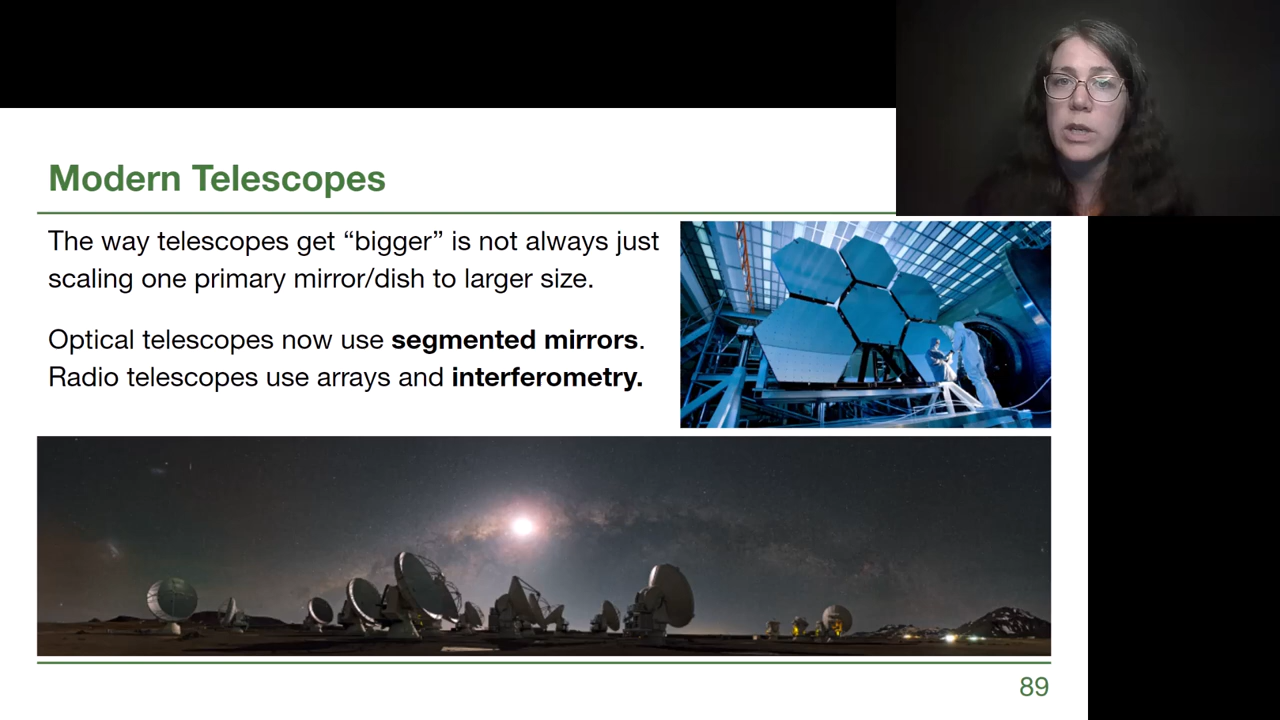 Modern Telescopes
The way telescopes get “bigger” is not always just
scaling one primary mirror/dish to larger size.
Optical telescopes now use segmented mirrors.
Radio telescopes use arrays and interferometry.
89